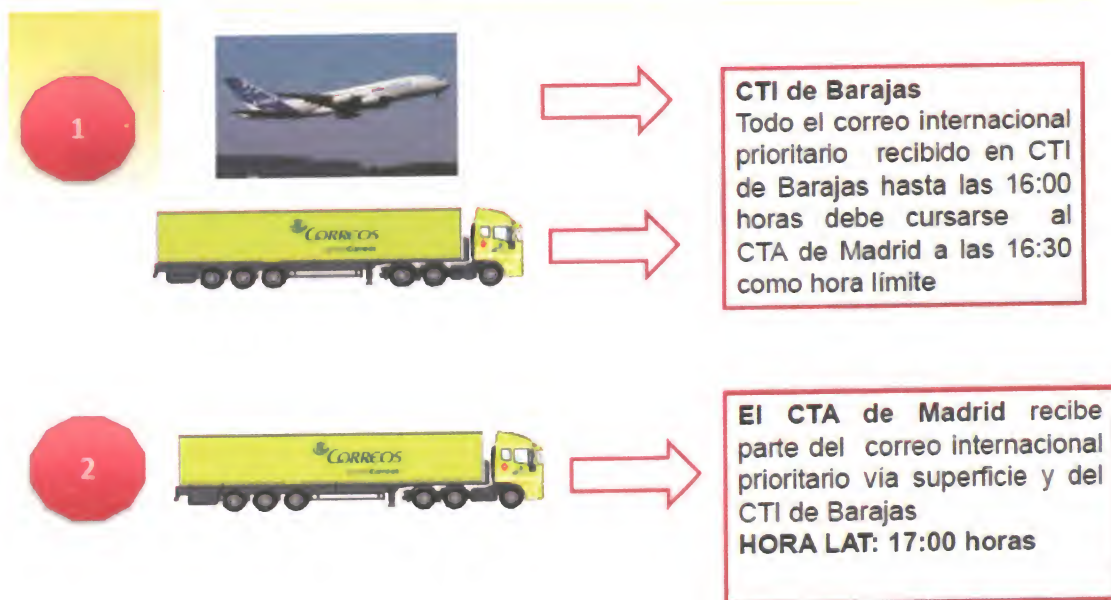 1
CTI de Barajas
Todo el correo internacional
prioritario recibido en CTI
de Barajas hasta las 16:00
horas debe cursarse al
CTA de Madrid a las 16:30
como hora límite
CORREOS
2
El CTA de Madrid recibe
parte del correo internacional
prioritario vía superficie y del
CTI de Barajas
HORA LAT: 17:00 horas
CORREOS